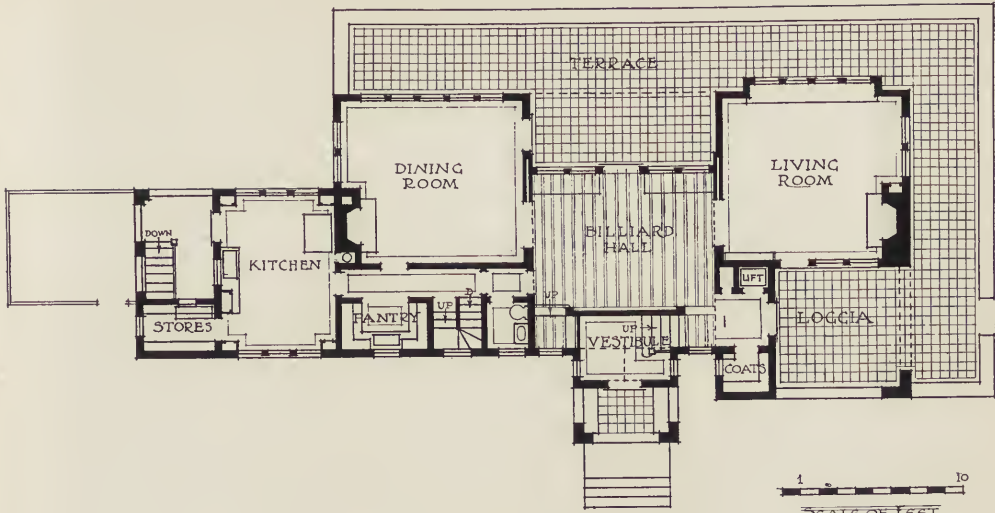 TERRACE
DINING
ROOM
LIVING
ROOM
BILLIARD
HALL
DOWN
KITCHEN
LIFT
UP
D
UP
STORES
PANTRY
UP
VESTIBULE
LOGGIA
COATS
1
10
SCALE OF FEET